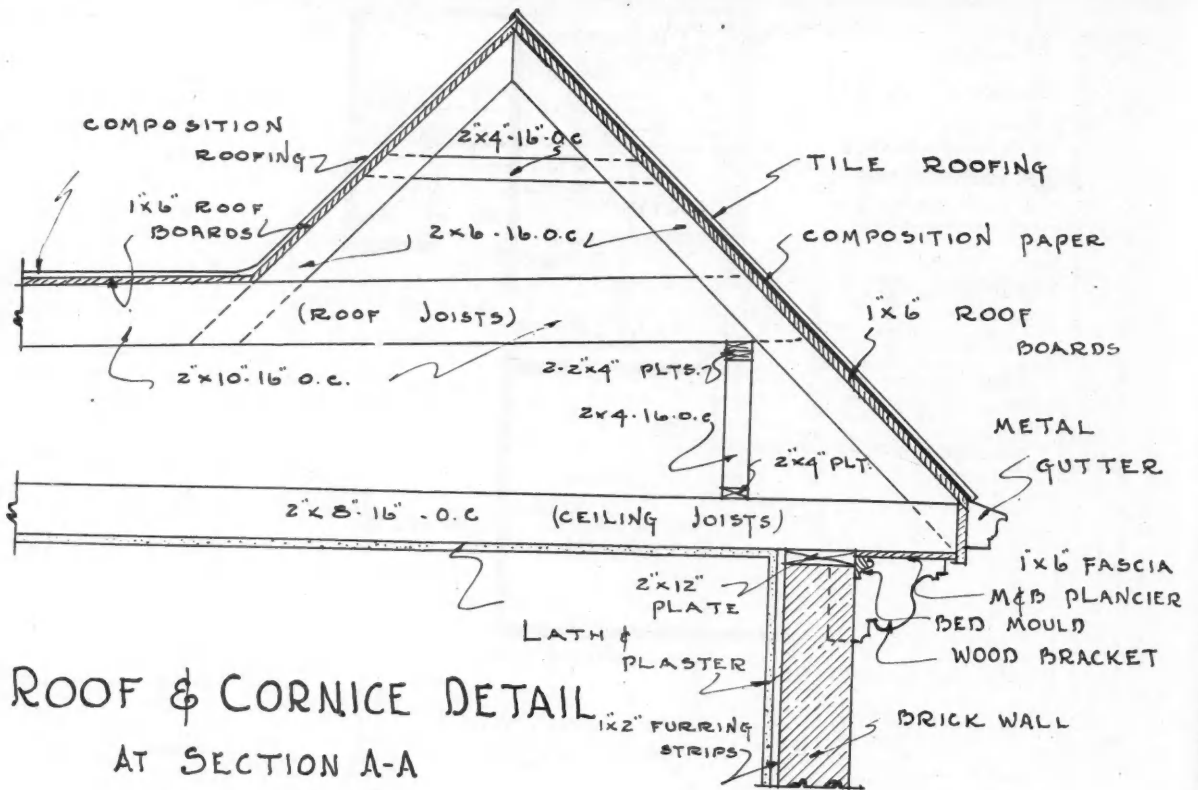 COMPOSITION
ROOFING
2"x4"-16"-O.C
TILE ROOFING
1"x6" ROOF
BOARDS
2x6-16.O.C
COMPOSITION PAPER
(ROOF JOISTS)
1"x6" ROOF
BOARDS
2"x10"-16" O.C.
2-2"x4" PLTS.
2x4-16.O.C
METAL
GUTTER
2"x4" PLT.
2"x8"-16"-O.C (CEILING JOISTS)
2"x12"
PLATE
1"x6" FASCIA
M&B PLANCIER
BED MOULD
WOOD BRACKET
LATH &
PLASTER
ROOF & CORNICE DETAIL
1"x2" FURRING
STRIPS
BRICK WALL
AT SECTION A-A